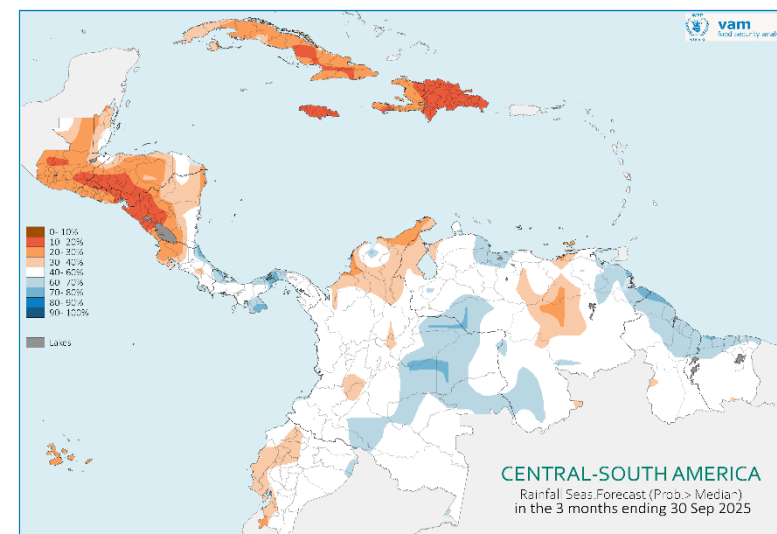 WFP
vam
food security analy
0- 10%
10- 20%
20- 30%
30- 40%
40- 60%
60- 70%
70- 80%
80- 90%
90- 100%
Lakes
CENTRAL-SOUTH AMERICA
Rainfall Seas.Forecast (Prob.> Median)
in the 3 months ending 30 Sep 2025